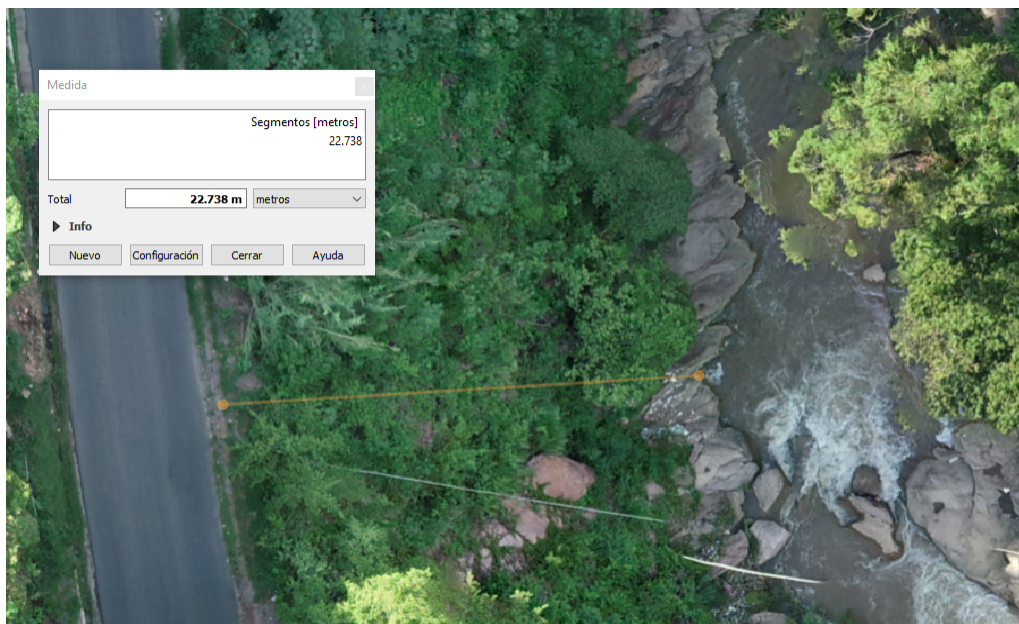 Medida
Segmentos [metros]
22.738
Total 22.738 m metros
Info
Nuevo Configuración Cerrar Ayuda